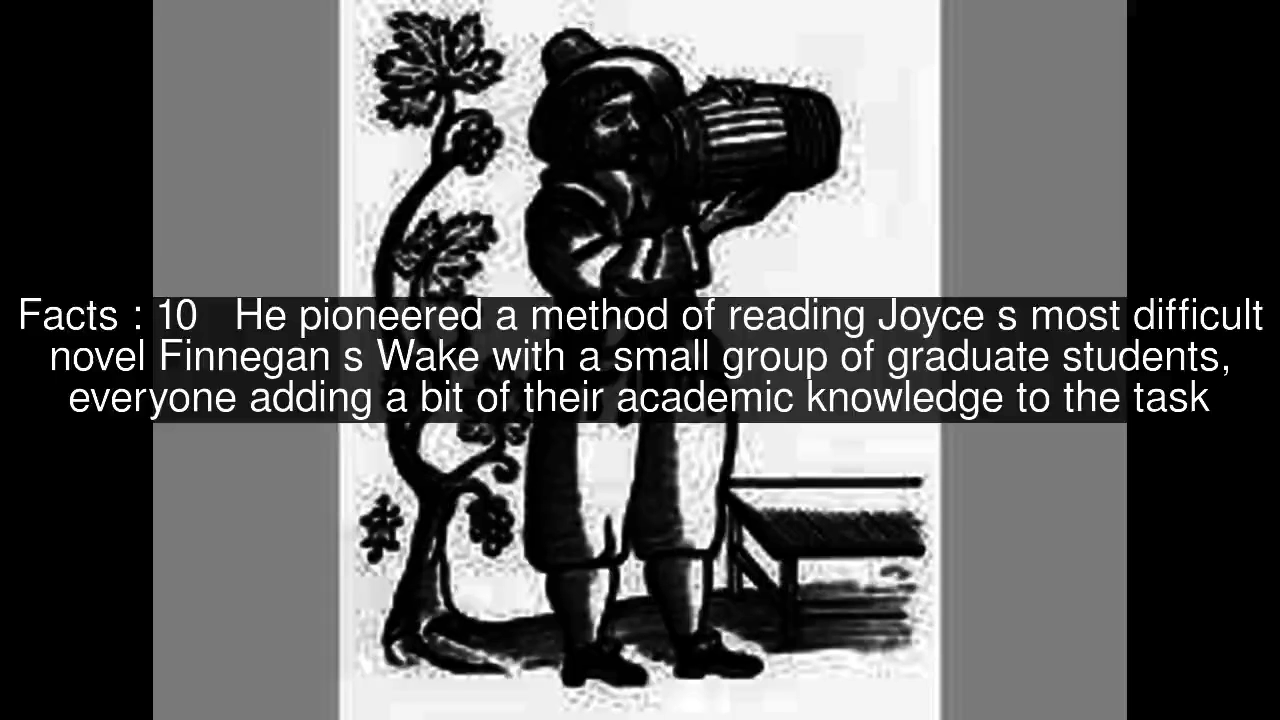 Facts : 10 He pioneered a method of reading Joyce s most difficult
novel Finnegan s Wake with a small group of graduate students,
everyone adding a bit of their academic knowledge to the task